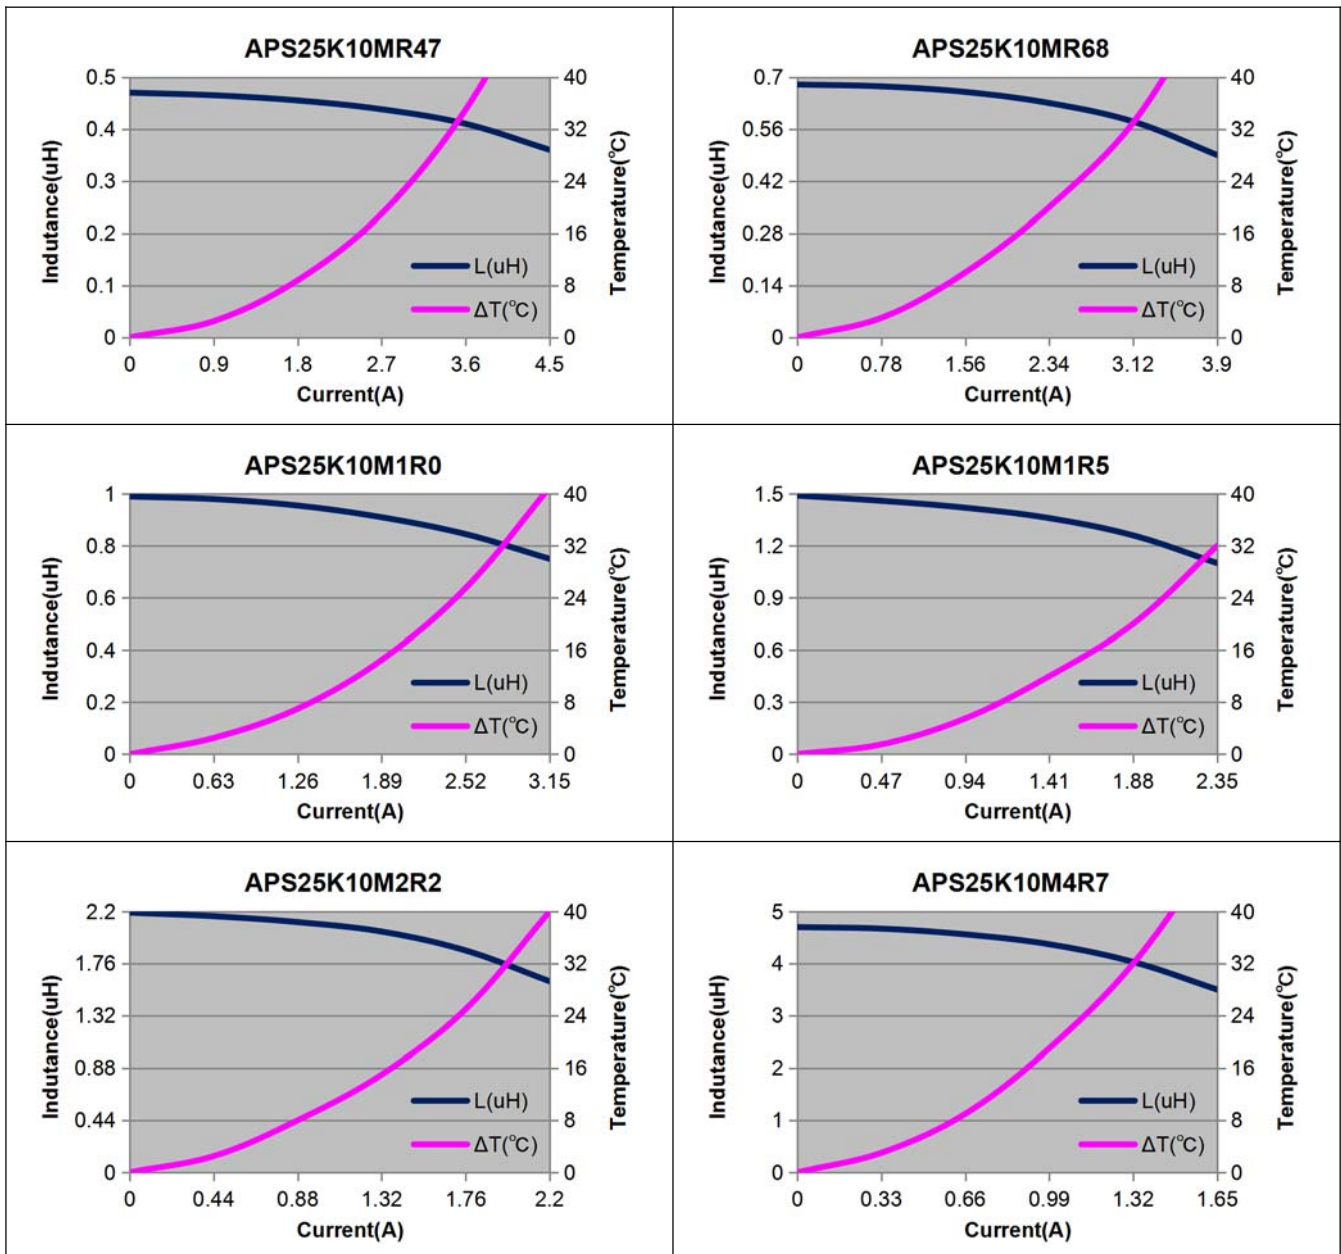 APS25K10MR47
0.5
0.4
0.3
0.2
0.1
0
40
32
24
16
8
0
Indutance(uH)
Temperature(℃)
L(uH)
ΔT(℃)
0 0.9 1.8 2.7 3.6 4.5
Current(A)
APS25K10MR68
0.7
0.56
0.42
0.28
0.14
0
40
32
24
16
8
0
Indutance(uH)
Temperature(℃)
L(uH)
ΔT(℃)
0 0.78 1.56 2.34 3.12 3.9
Current(A)
APS25K10M1R0
1
0.8
0.6
0.4
0.2
0
40
32
24
16
8
0
Indutance(uH)
Temperature(℃)
L(uH)
ΔT(℃)
0 0.63 1.26 1.89 2.52 3.15
Current(A)
APS25K10M1R5
1.5
1.2
0.9
0.6
0.3
0
40
32
24
16
8
0
Indutance(uH)
Temperature(℃)
L(uH)
ΔT(℃)
0 0.47 0.94 1.41 1.88 2.35
Current(A)
APS25K10M2R2
2.2
1.76
1.32
0.88
0.44
0
40
32
24
16
8
0
Indutance(uH)
Temperature(℃)
L(uH)
ΔT(℃)
0 0.44 0.88 1.32 1.76 2.2
Current(A)
APS25K10M4R7
5
4
3
2
1
0
40
32
24
16
8
0
Indutance(uH)
Temperature(℃)
L(uH)
ΔT(℃)
0 0.33 0.66 0.99 1.32 1.65
Current(A)